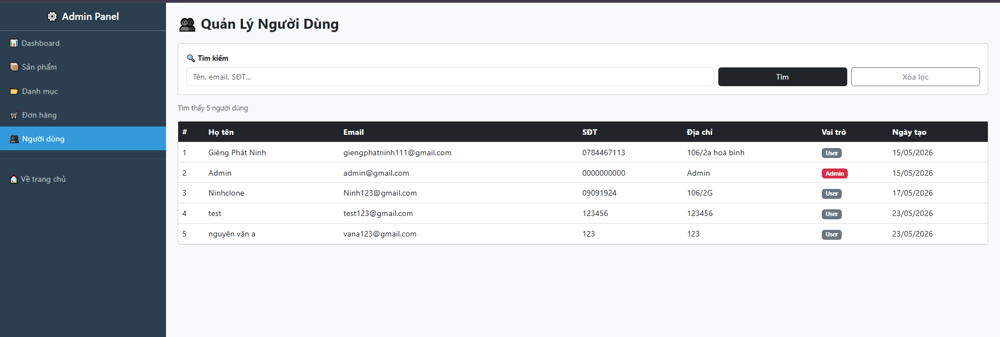 Admin Panel
Dashboard
Sản phẩm
Danh mục
Đơn hàng
Người dùng
Về trang chủ
Quản Lý Người Dùng
Tìm kiếm
Tên, email, SĐT...
Tìm
Xóa lọc
Tìm thấy 5 người dùng
# Họ tên Email SĐT Địa chỉ Vai trò Ngày tạo
1 Giêng Phát Ninh giengphatninh111@gmail.com 0784467113 106/2a hoà bình User 15/05/2026
2 Admin admin@gmail.com 0000000000 Admin Admin 15/05/2026
3 Ninhclone Ninh123@gmail.com 09091924 106/2G User 17/05/2026
4 test test123@gmail.com 123456 123456 User 23/05/2026
5 nguyên văn a vana123@gmail.com 123 123 User 23/05/2026